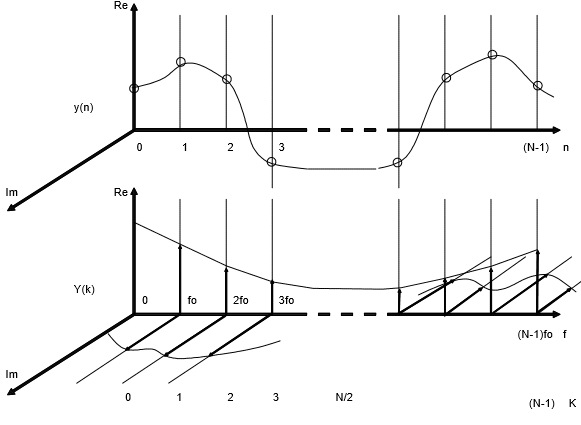 Re
y(n)
0 1 2 3 (N-1) n
Im
Re
Y(k)
0 fo 2fo 3fo
(N-1)fo f
Im
0 1 2 3 N/2 (N-1) K